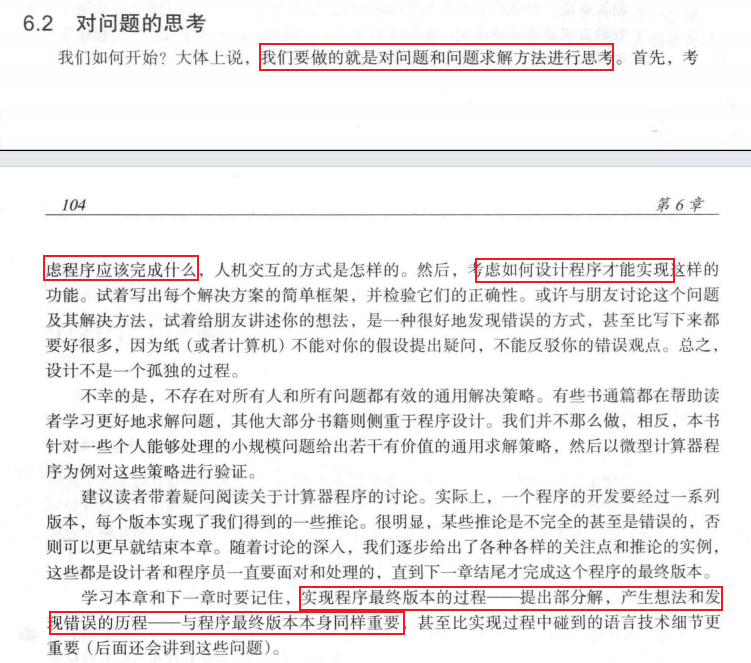 6.2 对问题的思考
我们如何开始？大体上说，我们要做的就是对问题和问题求解方法进行思考。首先，考
104
第 6 章
虑程序应该完成什么，人机交互的方式是怎样的。然后，考虑如何设计程序才能实现这样的
功能。试着写出每个解决方案的简单框架，并检验它们的正确性。或许与朋友讨论这个问题
及其解决方法，试着给朋友讲述你的想法，是一种很好地发现错误的方式，甚至比写下来都
要好很多，因为纸（或者计算机）不能对你的假设提出疑问，不能反驳你的错误观点。总之，
设计不是一个孤独的过程。
不幸的是，不存在对所有人和所有问题都有效的通用解决策略。有些书通篇都在帮助读
者学习更好地求解问题，其他大部分书籍则侧重于程序设计。我们并不那么做，相反，本书
针对一些个人能够处理的小规模问题给出若干有价值的通用求解策略，然后以微型计算器程
序为例对这些策略进行验证。
建议读者带着疑问阅读关于计算器程序的讨论。实际上，一个程序的开发要经过一系列
版本，每个版本实现了我们得到的一些推论。很明显，某些推论是不完全的甚至是错误的，否
则可以更早就结束本章。随着讨论的深入，我们逐步给出了各种各样的关注点和推论的实例，
这些都是设计者和程序员一直要面对和处理的，直到下一章结尾才完成这个程序的最终版本。
学习本章和下一章时要记住，实现程序最终版本的过程——提出部分解，产生想法和发
现错误的历程——与程序最终版本本身同样重要，甚至比实现过程中碰到的语言技术细节更
重要（后面还会讲到这些问题）。